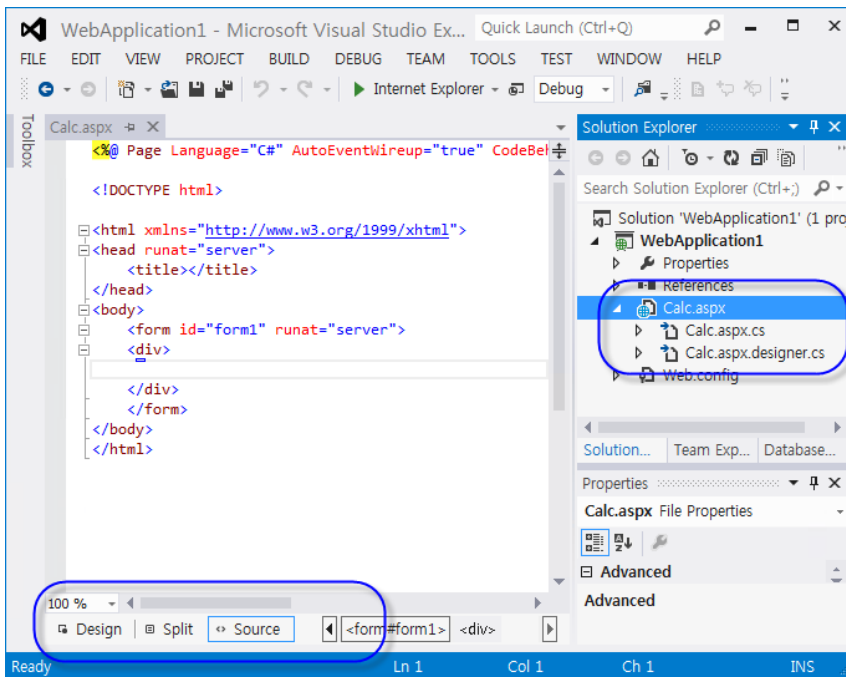 WebApplication1 - Microsoft Visual Studio Ex... Quick Launch (Ctrl+Q)
FILE EDIT VIEW PROJECT BUILD DEBUG TEAM TOOLS TEST WINDOW HELP
Internet Explorer Debug
Toolbox
Calc.aspx
<%@ Page Language="C#" AutoEventWireup="true" CodeBeh
<!DOCTYPE html>
<html xmlns="http://www.w3.org/1999/xhtml">
<head runat="server">
<title></title>
</head>
<body>
<form id="form1" runat="server">
<div>
</div>
</form>
</body>
</html>
100 %
Design Split Source <form#form1> <div>
Solution Explorer
Search Solution Explorer (Ctrl+;)
Solution 'WebApplication1' (1 pro
WebApplication1
Properties
References
Calc.aspx
Calc.aspx.cs
Calc.aspx.designer.cs
Web.config
Solution... Team Exp... Database...
Properties
Calc.aspx File Properties
Advanced
Advanced
Ready Ln 1 Col 1 Ch 1 INS